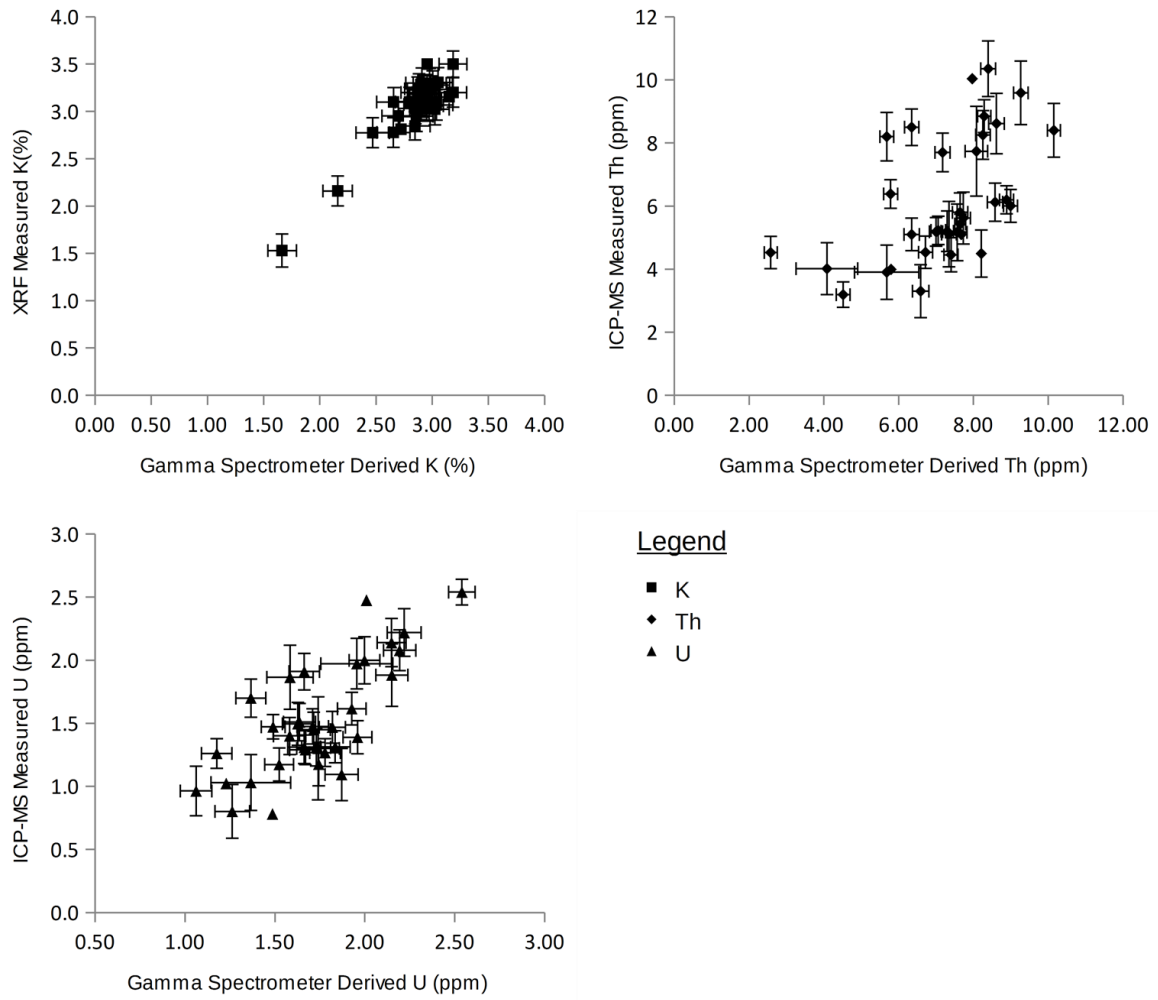 4.0
3.5
3.0
2.5
2.0
1.5
1.0
0.5
0.0
XRF Measured K(%)
0.00 0.50 1.00 1.50 2.00 2.50 3.00 3.50 4.00
Gamma Spectrometer Derived K (%)
12
10
8
6
4
2
0
ICP-MS Measured Th (ppm)
0.00 2.00 4.00 6.00 8.00 10.00 12.00
Gamma Spectrometer Derived Th (ppm)
3.0
2.5
2.0
1.5
1.0
0.5
0.0
ICP-MS Measured U (ppm)
0.50 1.00 1.50 2.00 2.50 3.00
Gamma Spectrometer Derived U (ppm)
Legend
K
Th
U